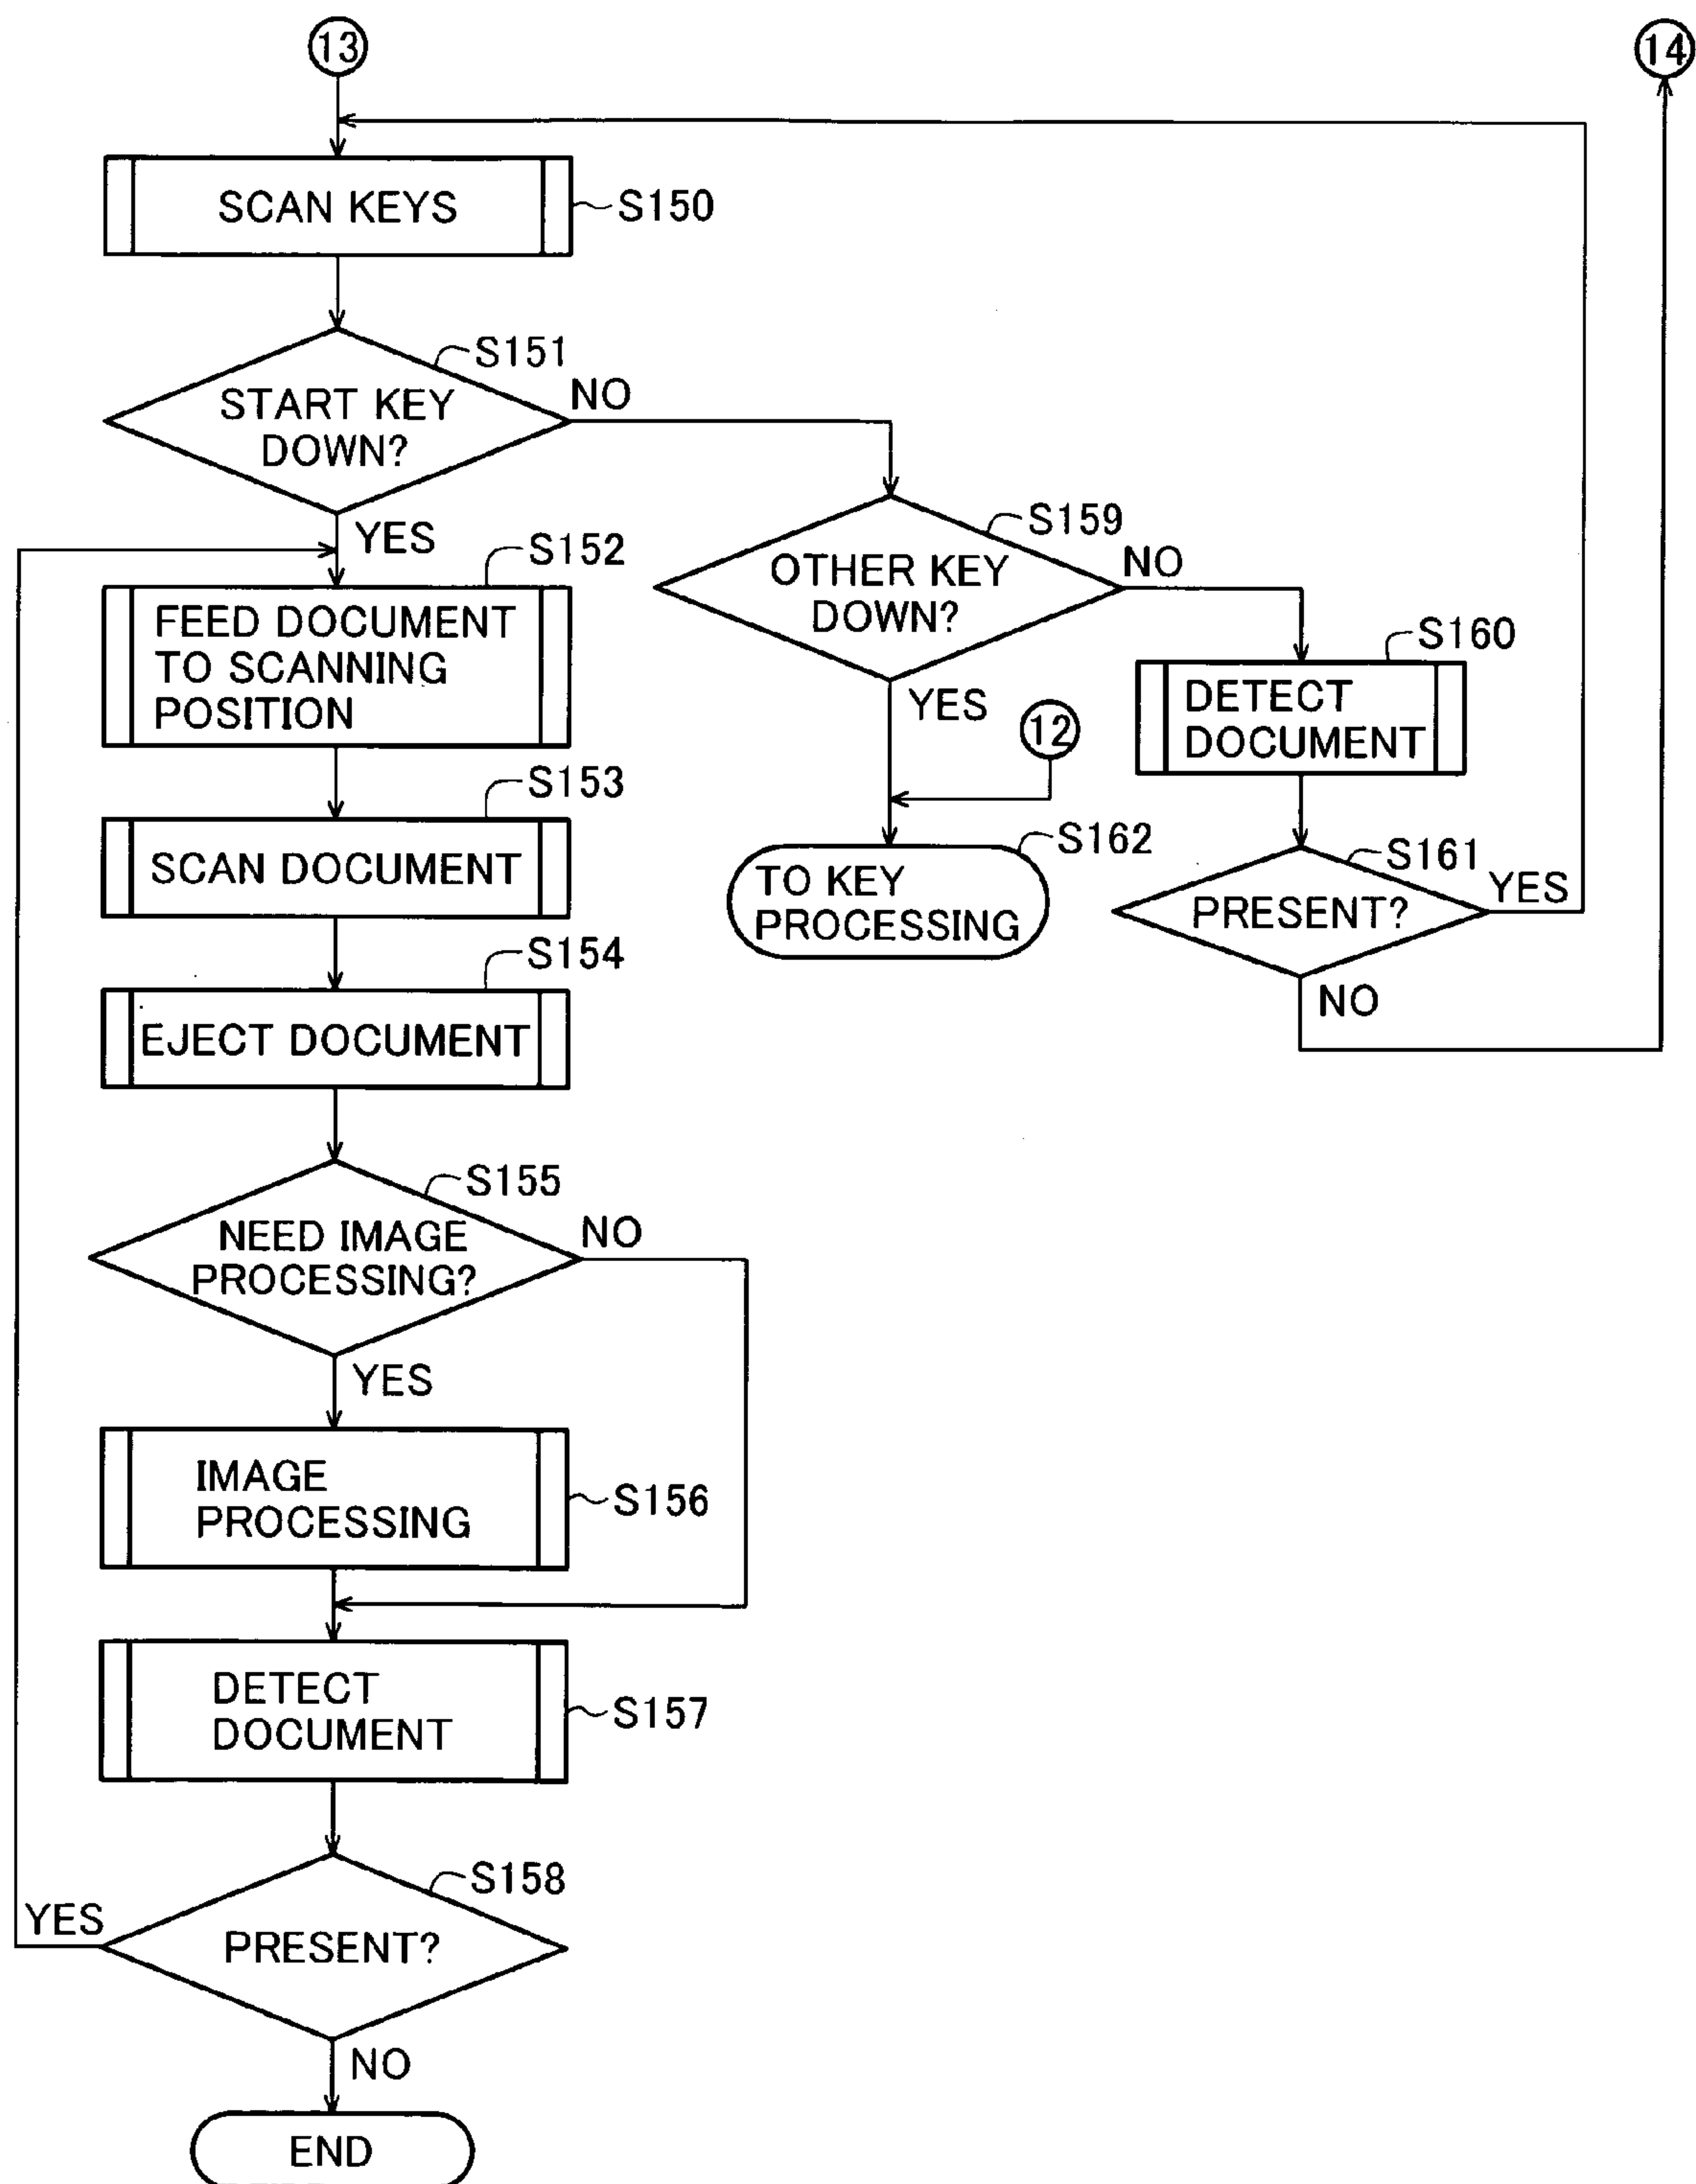 13
14
SCAN KEYS
S150
S151
START KEY
DOWN?
NO
YES
S152
FEED DOCUMENT
TO SCANNING
POSITION
S159
OTHER KEY
DOWN?
NO
YES
12
S160
DETECT
DOCUMENT
S153
SCAN DOCUMENT
S162
TO KEY
PROCESSING
S161
PRESENT?
YES
NO
S154
EJECT DOCUMENT
S155
NEED IMAGE
PROCESSING?
NO
YES
IMAGE
PROCESSING
S156
DETECT
DOCUMENT
S157
S158
PRESENT?
YES
NO
END